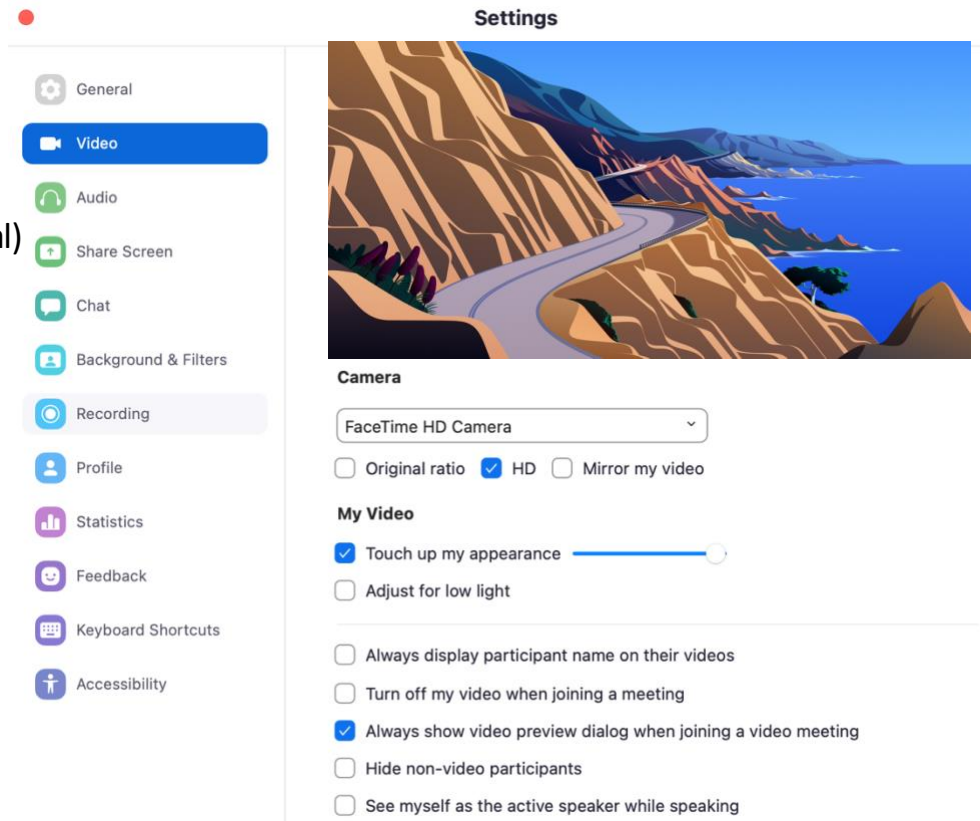 Settings
General
Video
Audio
al)
Share Screen
Chat
Background & Filters
Recording
Profile
Statistics
Feedback
Keyboard Shortcuts
Accessibility
Camera
FaceTime HD Camera
Original ratio HD Mirror my video
My Video
Touch up my appearance
Adjust for low light
Always display participant name on their videos
Turn off my video when joining a meeting
Always show video preview dialog when joining a video meeting
Hide non-video participants
See myself as the active speaker while speaking